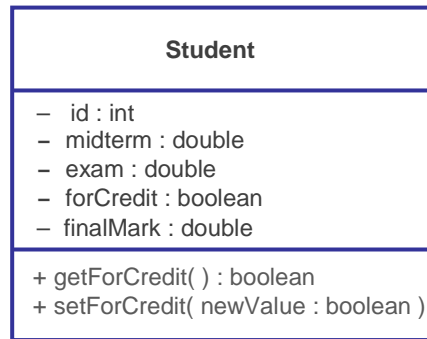 Student
– id : int
– midterm : double
– exam : double
– forCredit : boolean
– finalMark : double
+ getForCredit( ) : boolean
+ setForCredit( newValue : boolean )